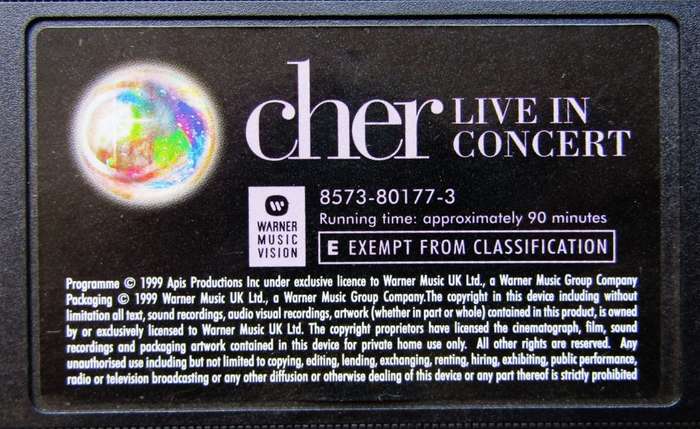 cher LIVE IN
CONCERT
8573-80177-3
Running time: approximately 90 minutes
WARNER
MUSIC
VISION
E EXEMPT FROM CLASSIFICATION
Programme © 1999 Apis Productions Inc under exclusive licence to Warner Music UK Ltd., a Warner Music Group Company
Packaging © 1999 Warner Music UK Ltd., a Warner Music Group Company.The copyright in this device including without
limitation all text, sound recordings, audio visual recordings, artwork (whether in part or whole) contained in this product, is owned
by or exclusively licensed to Warner Music UK Ltd. The copyright proprietors have licensed the cinematograph, film, sound
recordings and packaging artwork contained in this device for private home use only. All other rights are reserved. Any
unauthorised use including but not limited to copying, editing, lending, exchanging, renting, hiring, exhibiting, public performance,
radio or television broadcasting or any other diffusion or otherwise dealing of this device or any part thereof is strictly prohibited